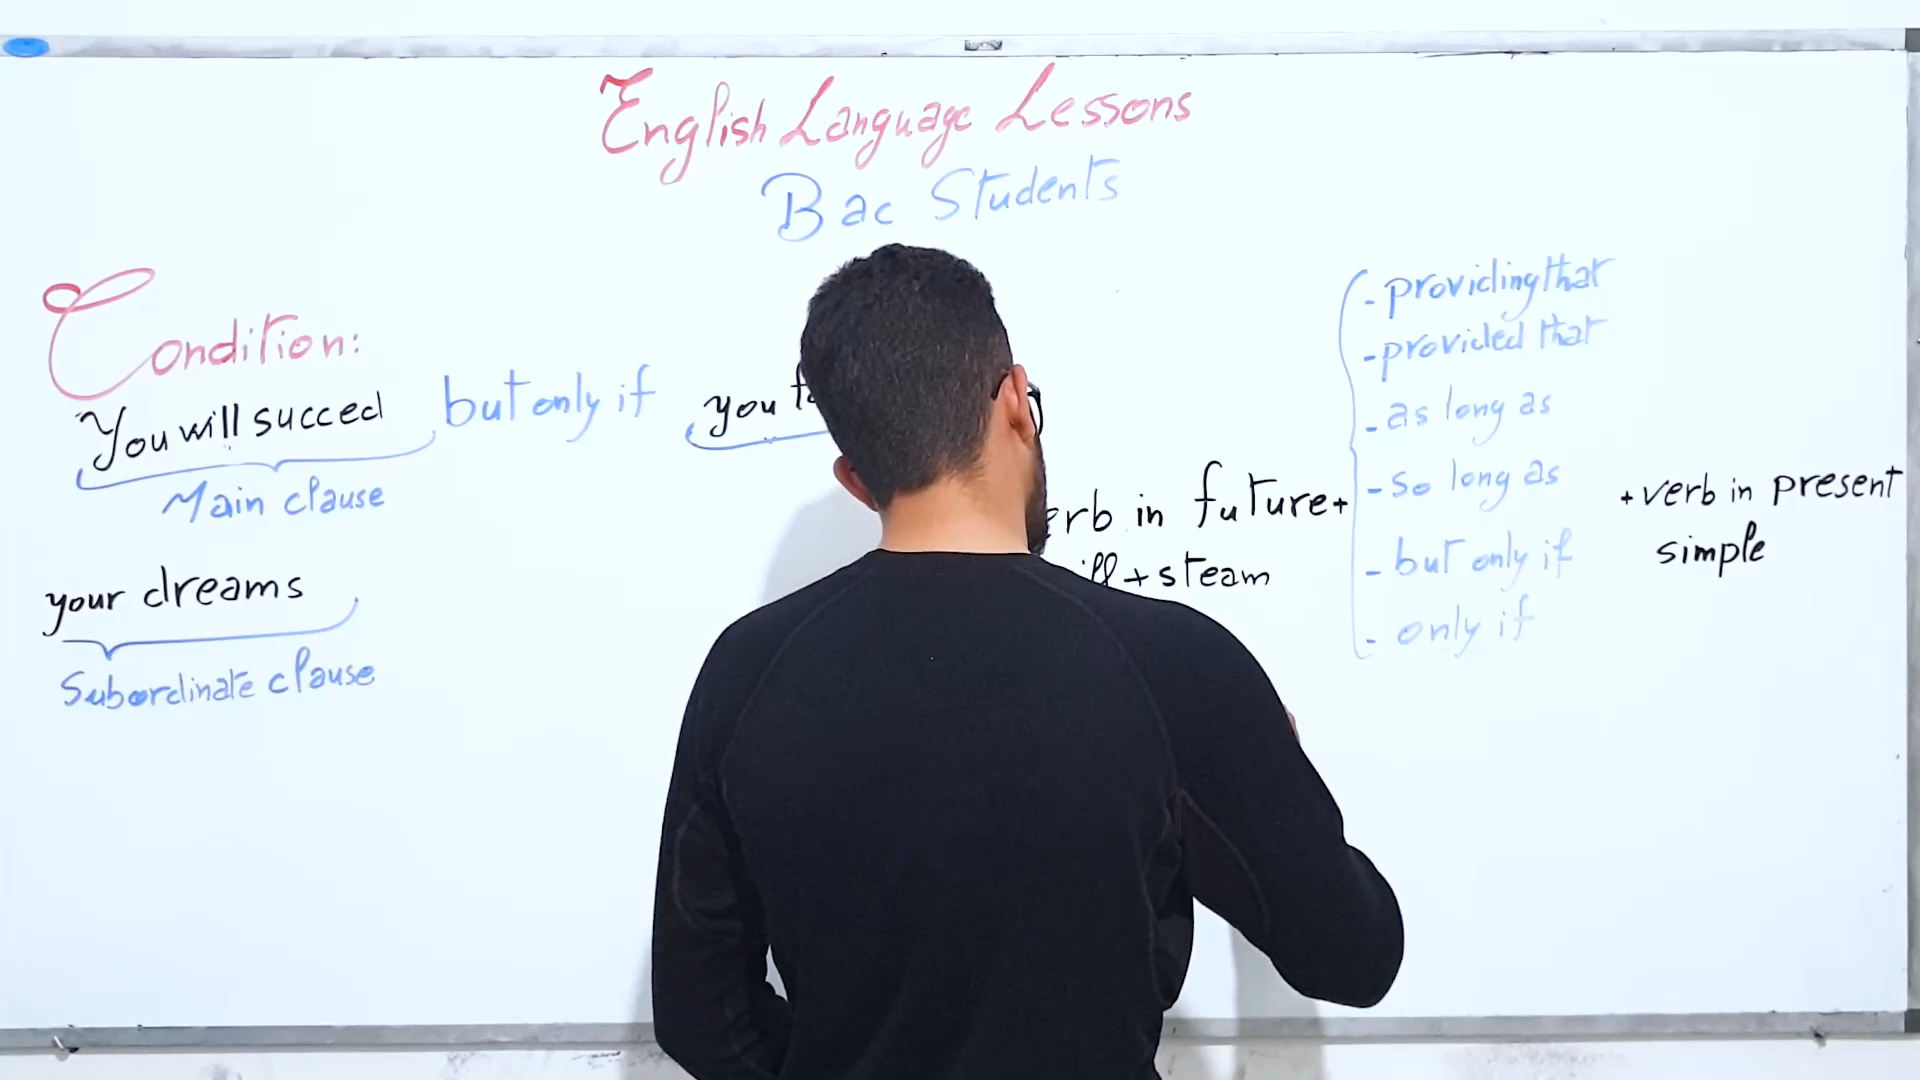 English Language Lessons
Bac Students
Condition:
You will succed but only if you
Main clause
your dreams
Subordinate clause
- providing that
- provided that
- as long as
- so long as
- but only if
- only if
in future +
+ steam
+ verb in present
simple